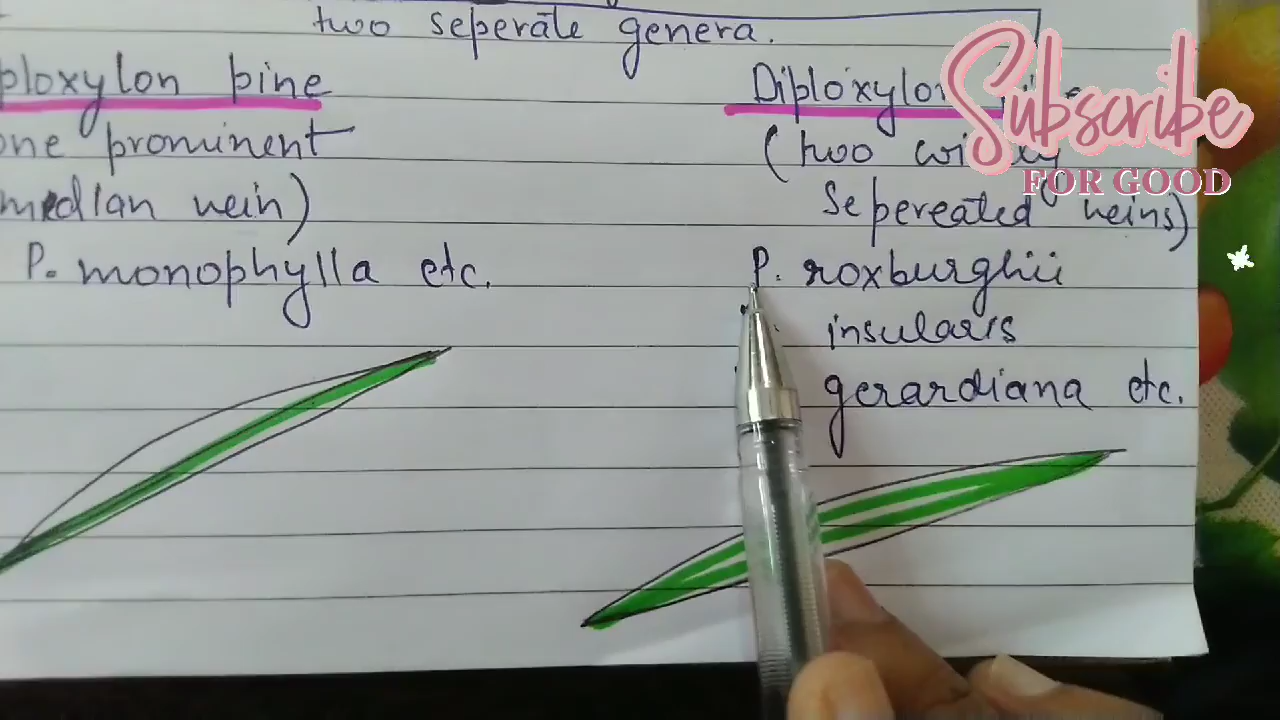 two seperate genera.
ploxylon pine
one prominent
median vein)
P. monophylla etc.
Diploxylon
(two
Sepereated veins)
P. roxburghii
insularis
gerardiana etc.
Subscribe
FOR GOOD